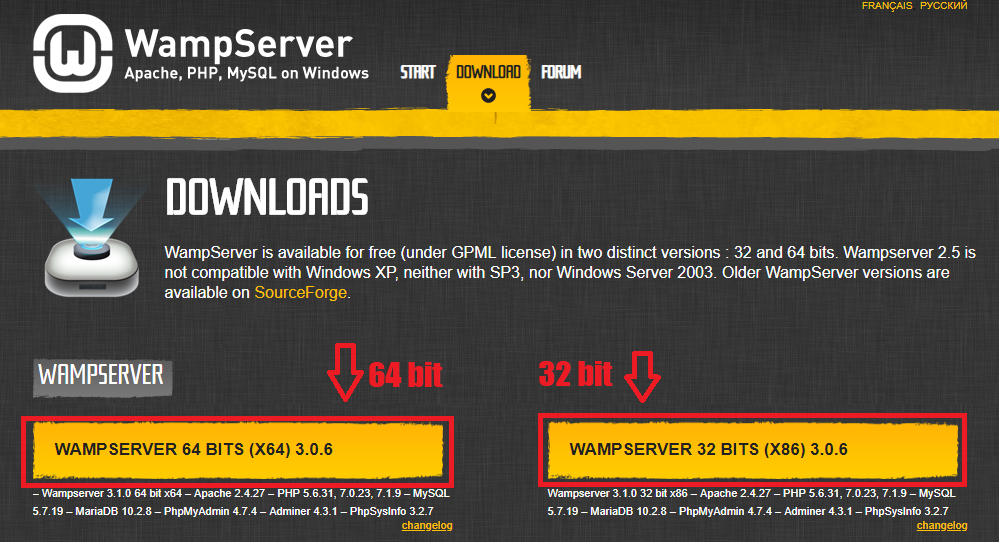 FRANÇAIS РУССКИЙ
WampServer
Apache, PHP, MySQL on Windows
START DOWNLOAD FORUM
DOWNLOADS
WampServer is available for free (under GPML license) in two distinct versions : 32 and 64 bits. Wampserver 2.5 is
not compatible with Windows XP, neither with SP3, nor Windows Server 2003. Older WampServer versions are
available on SourceForge.
WAMPSERVER
64 bit
32 bit
WAMPSERVER 64 BITS (X64) 3.0.6
– Wampserver 3.1.0 64 bit x64 – Apache 2.4.27 – PHP 5.6.31, 7.0.23, 7.1.9 – MySQL
5.7.19 – MariaDB 10.2.8 – PhpMyAdmin 4.7.4 – Adminer 4.3.1 – PhpSysInfo 3.2.7
changelog
WAMPSERVER 32 BITS (X86) 3.0.6
Wampserver 3.1.0 32 bit x86 – Apache 2.4.27 – PHP 5.6.31, 7.0.23, 7.1.9 – MySQL
5.7.19 – MariaDB 10.2.8 – PhpMyAdmin 4.7.4 – Adminer 4.3.1 – PhpSysInfo 3.2.7
changelog